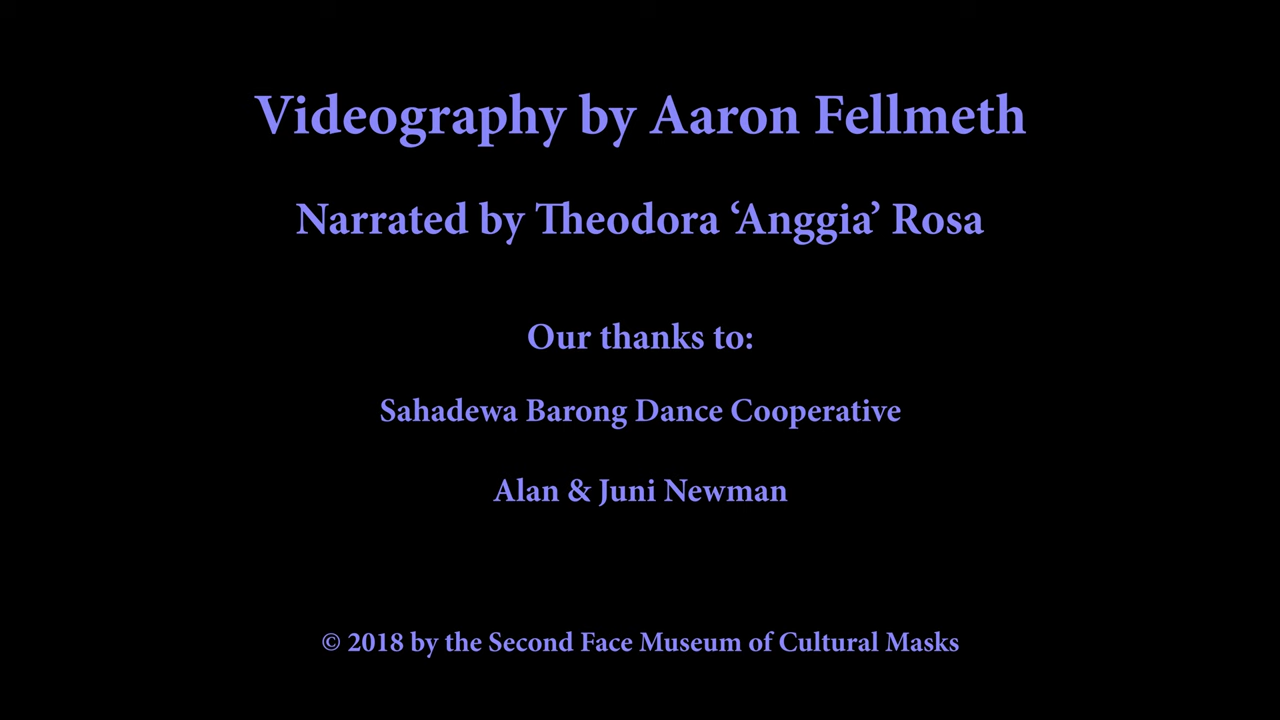 Videography by Aaron Fellmeth
Narrated by Theodora ‘Anggia’ Rosa
Our thanks to:
Sahadewa Barong Dance Cooperative
Alan & Juni Newman
© 2018 by the Second Face Museum of Cultural Masks